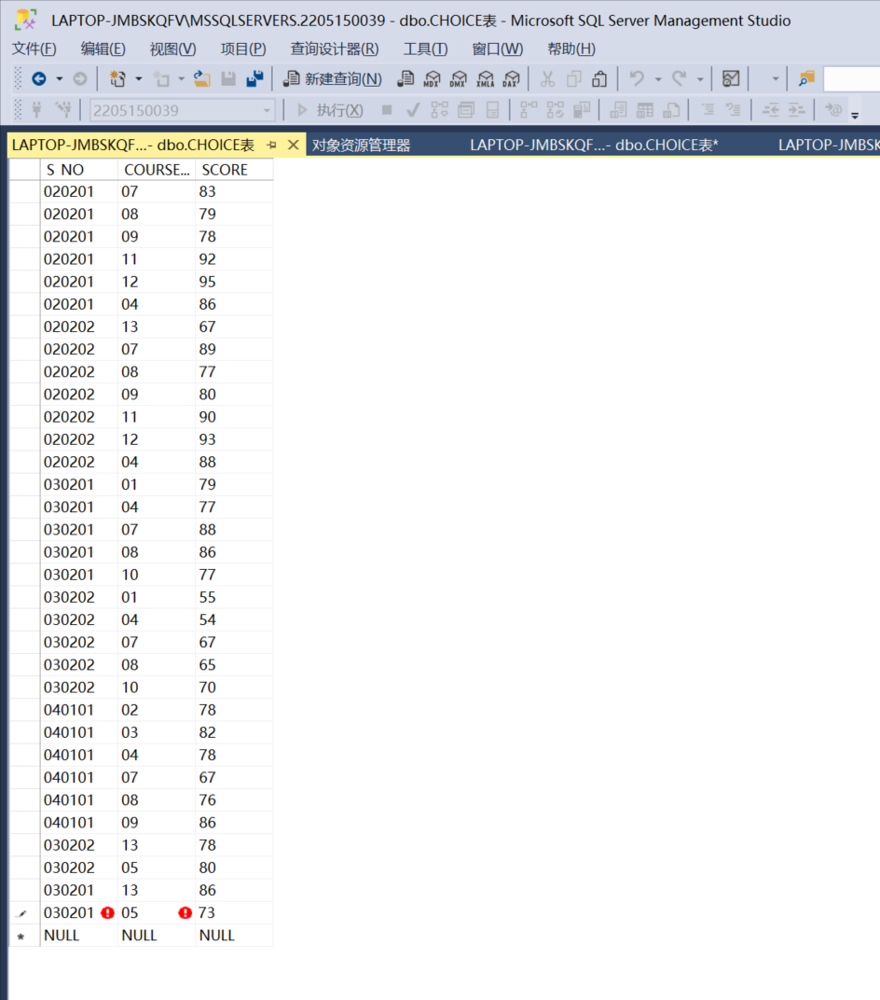 LAPTOP-JMBSKQFV\MSSQLSERVERS.2205150039 - dbo.CHOICE表 - Microsoft SQL Server Management Studio
文件(F) 编辑(E) 视图(V) 项目(P) 查询设计器(R) 工具(T) 窗口(W) 帮助(H)
新建查询(N) MDX DMX XMLA DAX
2205150039 执行(X)
LAPTOP-JMBSKQF...- dbo.CHOICE表 对象资源管理器 LAPTOP-JMBSKQF...- dbo.CHOICE表* LAPTOP-JMBSK
S NO COURSE... SCORE
020201 07 83
020201 08 79
020201 09 78
020201 11 92
020201 12 95
020201 04 86
020202 13 67
020202 07 89
020202 08 77
020202 09 80
020202 11 90
020202 12 93
020202 04 88
030201 01 79
030201 04 77
030201 07 88
030201 08 86
030201 10 77
030202 01 55
030202 04 54
030202 07 67
030202 08 65
030202 10 70
040101 02 78
040101 03 82
040101 04 78
040101 07 67
040101 08 76
040101 09 86
030202 13 78
030202 05 80
030201 13 86
030201 05 73
NULL NULL NULL